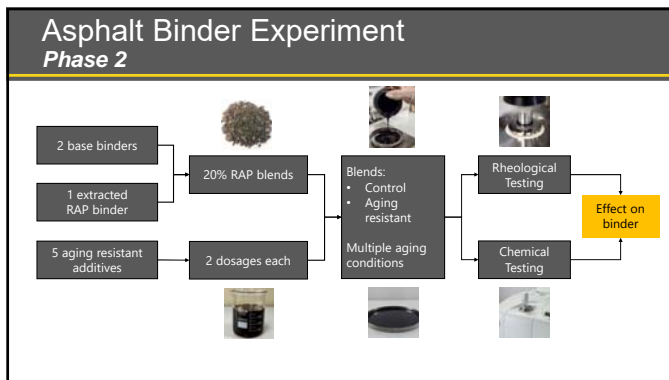 Asphalt Binder Experiment
Phase 2
2 base binders
1 extracted
RAP binder
5 aging resistant
additives
20% RAP blends
2 dosages each
Blends:
• Control
• Aging
resistant
Multiple aging
conditions
Rheological
Testing
Chemical
Testing
Effect on
binder